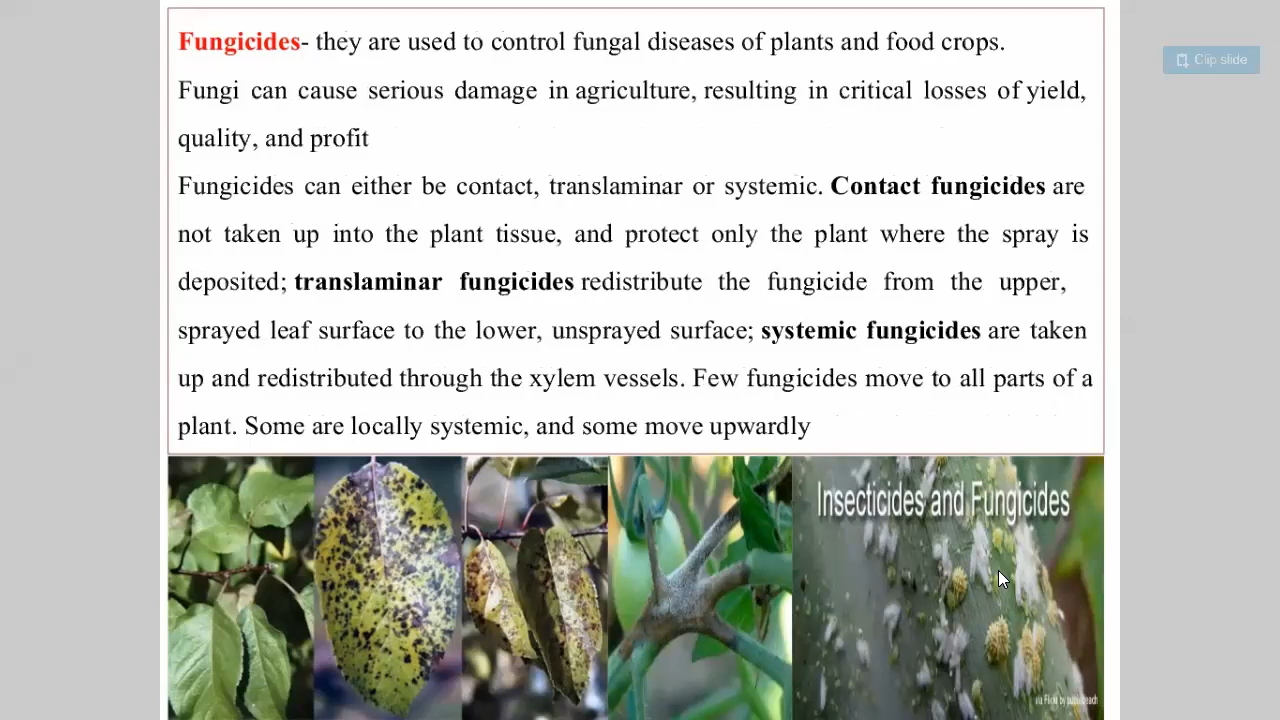 Fungicides- they are used to control fungal diseases of plants and food crops.
Clip slide
Fungi can cause serious damage in agriculture, resulting in critical losses of yield,
quality, and profit
Fungicides can either be contact, translaminar or systemic. Contact fungicides are
not taken up into the plant tissue, and protect only the plant where the spray is
deposited; translaminar fungicides redistribute the fungicide from the upper,
sprayed leaf surface to the lower, unsprayed surface; systemic fungicides are taken
up and redistributed through the xylem vessels. Few fungicides move to all parts of a
plant. Some are locally systemic, and some move upwardly
Insecticides and Fungicides
via Flickr by